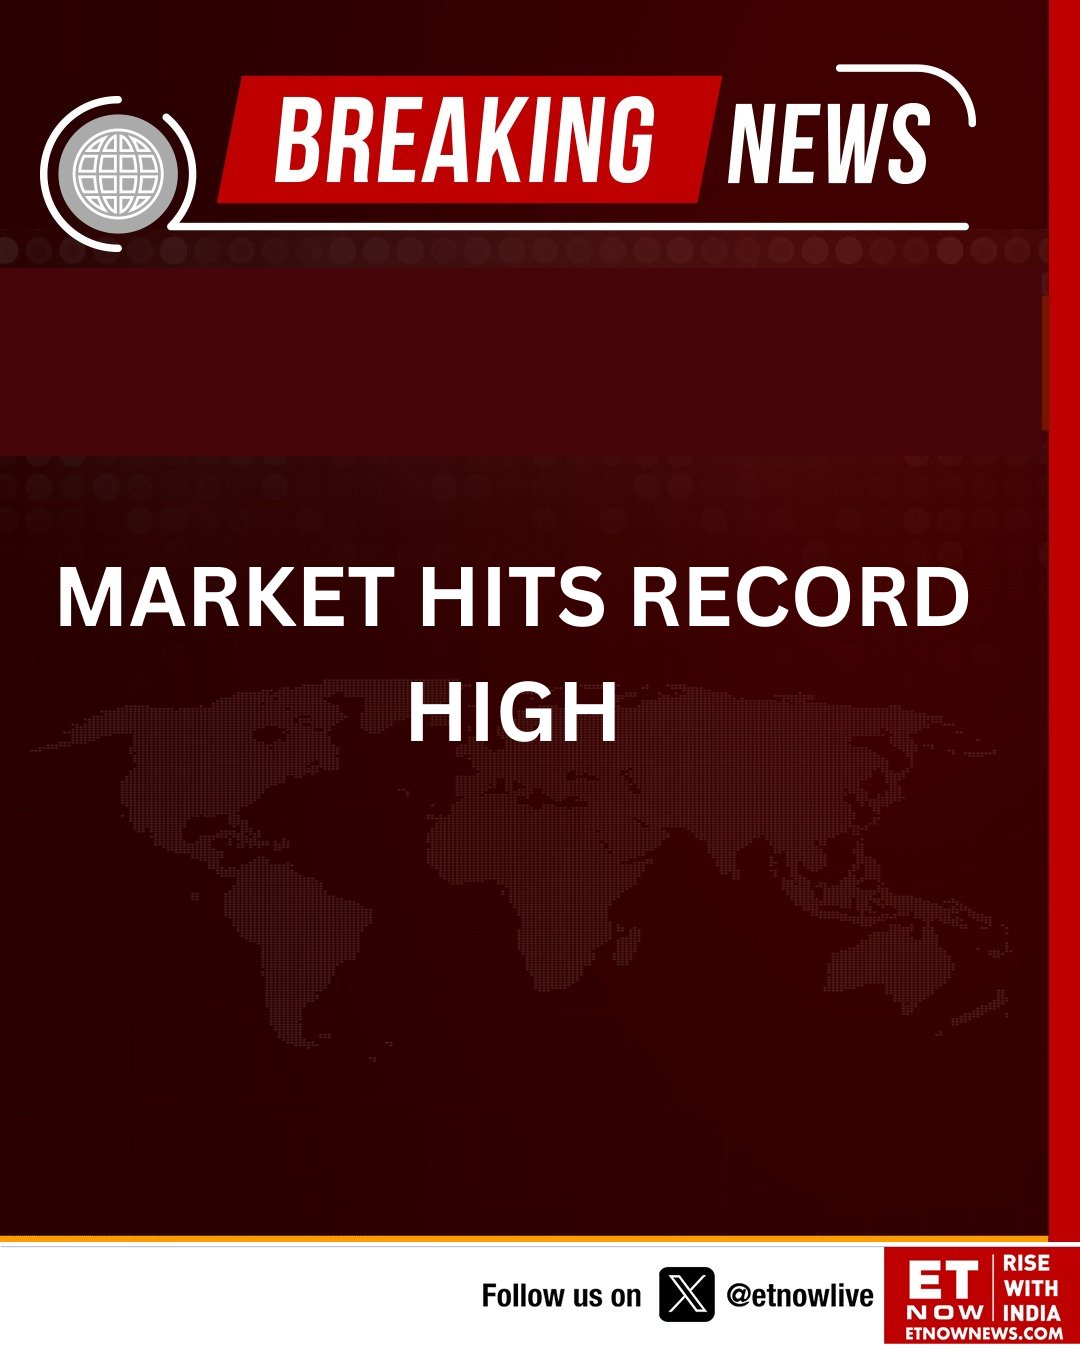 BREAKING NEWS
MARKET HITS RECORD
HIGH
Follow us on X @etnowlive
ET NOW
RISE
WITH
INDIA
ETNOWNEWS.COM